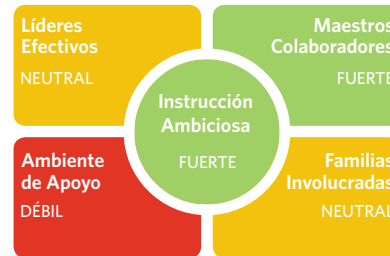 Líderes
Efectivos
NEUTRAL
Maestros
Colaboradores
FUERTE
Instrucción
Ambiciosa
FUERTE
Ambiente
de Apoyo
DÉBIL
Familias
Involucradas
NEUTRAL